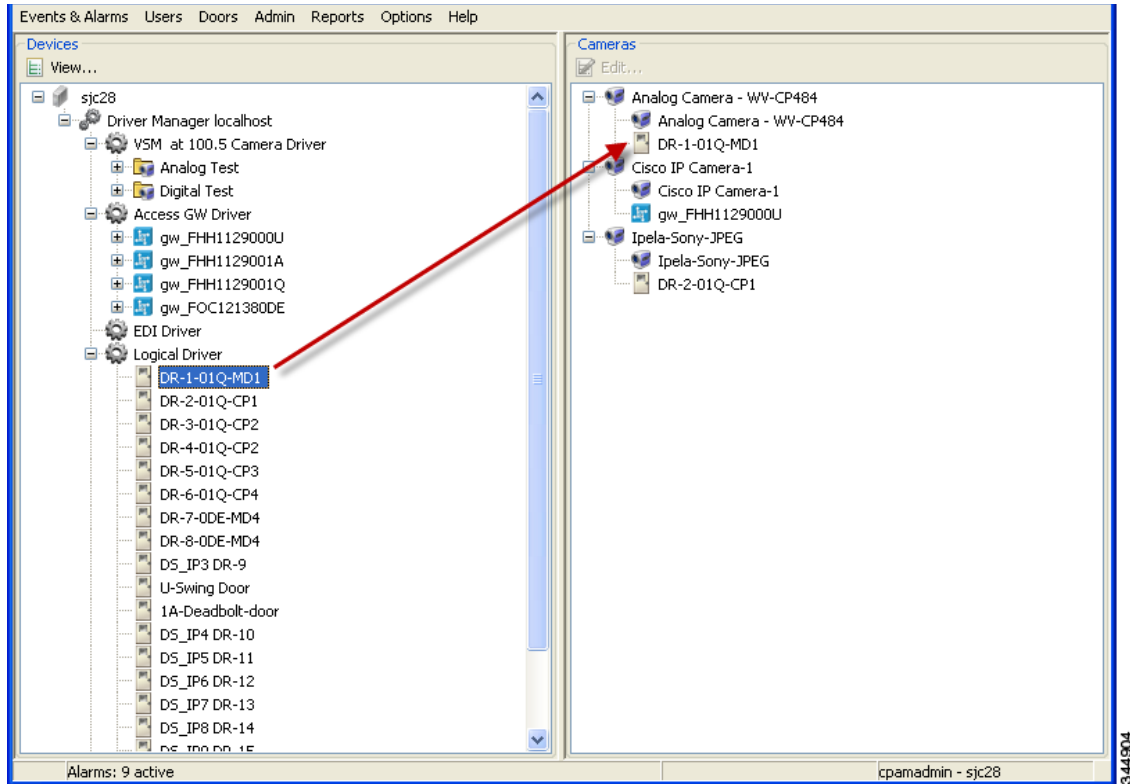 Events & Alarms Users Doors Admin Reports Options Help
Devices
View...
sjc28
Driver Manager localhost
VSM at 100.5 Camera Driver
Analog Test
Digital Test
Access GW Driver
gw_FHH1129000U
gw_FHH1129001A
gw_FHH1129001Q
gw_FOC121380DE
EDI Driver
Logical Driver
DR-1-01Q-MD1
DR-2-01Q-CP1
DR-3-01Q-CP2
DR-4-01Q-CP2
DR-5-01Q-CP3
DR-6-01Q-CP4
DR-7-0DE-MD4
DR-8-0DE-MD4
DS_IP3 DR-9
U-Swing Door
1A-Deadbolt-door
DS_IP4 DR-10
DS_IP5 DR-11
DS_IP6 DR-12
DS_IP7 DR-13
DS_IP8 DR-14
Cameras
Edit...
Analog Camera - WV-CP484
Analog Camera - WV-CP484
DR-1-01Q-MD1
Cisco IP Camera-1
Cisco IP Camera-1
gw_FHH1129000U
Ipela-Sony-JPEG
Ipela-Sony-JPEG
DR-2-01Q-CP1
Alarms: 9 active
cpamadmin - sjc28
344904